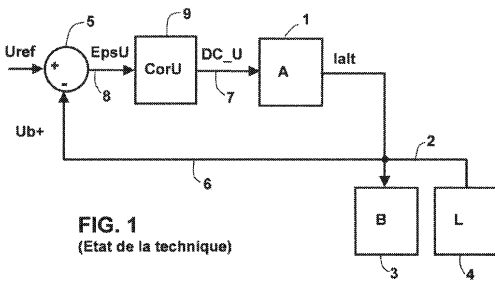 5
9
1
Uref
EpsU
DC_U
Ialt
+
-
CorU
A
8
7
Ub+
2
6
B
L
FIG. 1
(Etat de la technique)
3
4